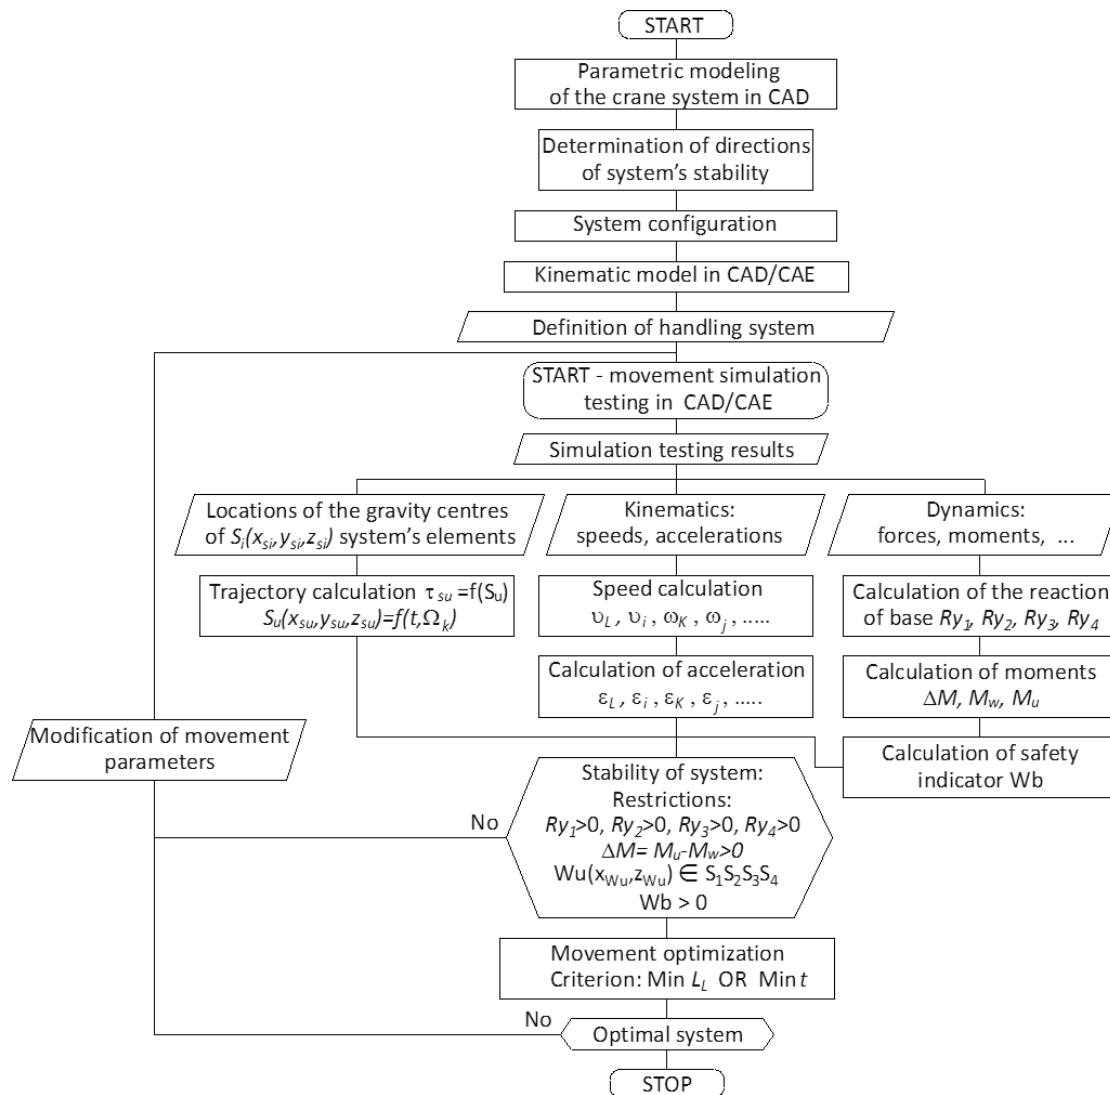 START
Parametric modeling
of the crane system in CAD
Determination of directions
of system's stability
System configuration
Kinematic model in CAD/CAE
Definition of handling system
START - movement simulation
testing in CAD/CAE
Simulation testing results
Locations of the gravity centres
of Si(xsi,ysi,zsi) system's elements
Kinematics:
speeds, accelerations
Dynamics:
forces, moments, ...
Trajectory calculation τsu =f(Su)
Su(xsu,ysu,zsu)=f(t,Ωk)
Speed calculation
υL , υi , ωK , ωj , .....
Calculation of the reaction
of base Ry1, Ry2, Ry3, Ry4
Calculation of acceleration
εL , εi , εK , εj , .....
Calculation of moments
ΔM, Mw, Mu
Modification of movement
parameters
Calculation of safety
indicator Wb
Stability of system:
Restrictions:
Ry1>0, Ry2>0, Ry3>0, Ry4>0
ΔM= Mu-Mw>0
Wu(xWu,zWu) ∈ S1S2S3S4
Wb > 0
No
Movement optimization
Criterion: Min LL OR Min t
No
Optimal system
STOP